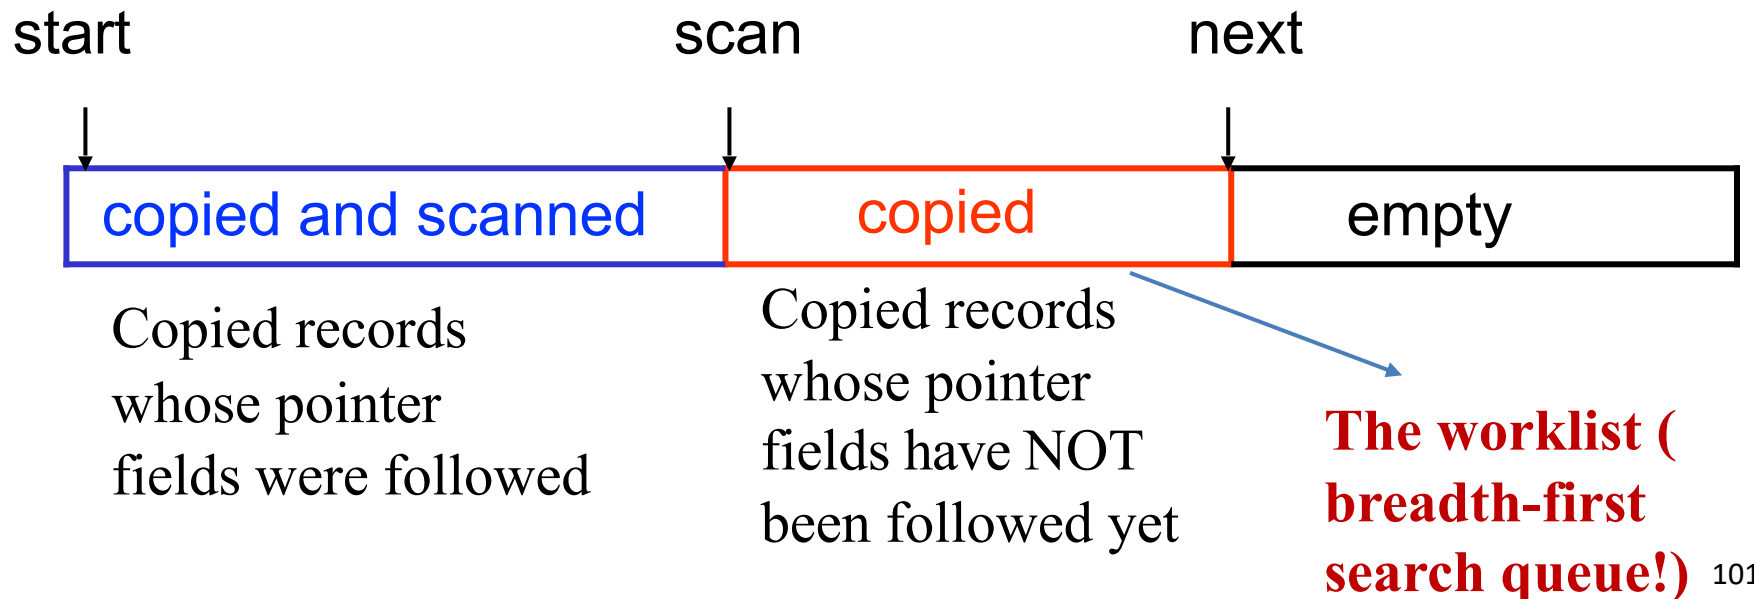 start scan next
copied and scanned copied empty
Copied records
whose pointer
fields were followed
Copied records
whose pointer
fields have NOT
been followed yet
The worklist (
breadth-first
search queue!)
101